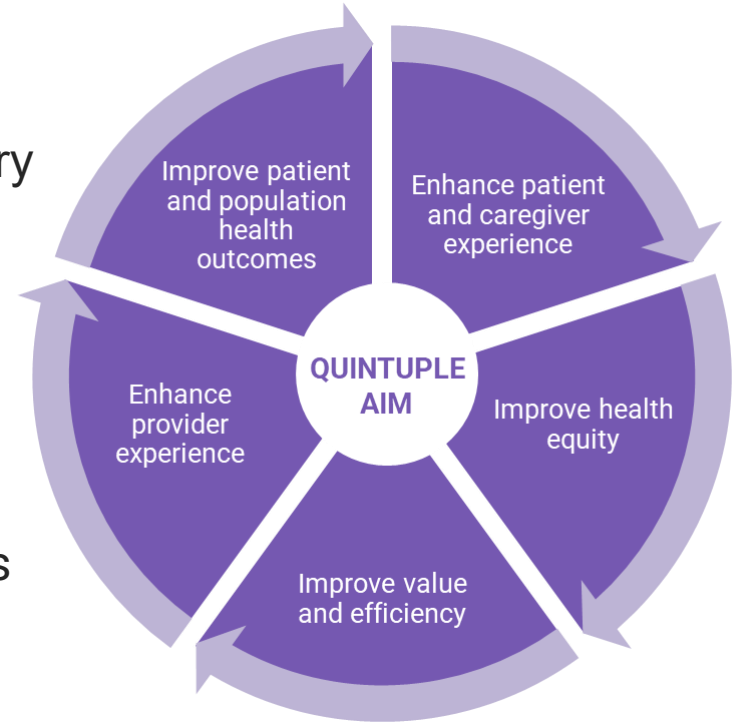 ry
Improve patient
and population
health
outcomes
Enhance patient
and caregiver
experience
QUINTUPLE
AIM
Enhance
provider
experience
Improve health
equity
s
Improve value
and efficiency